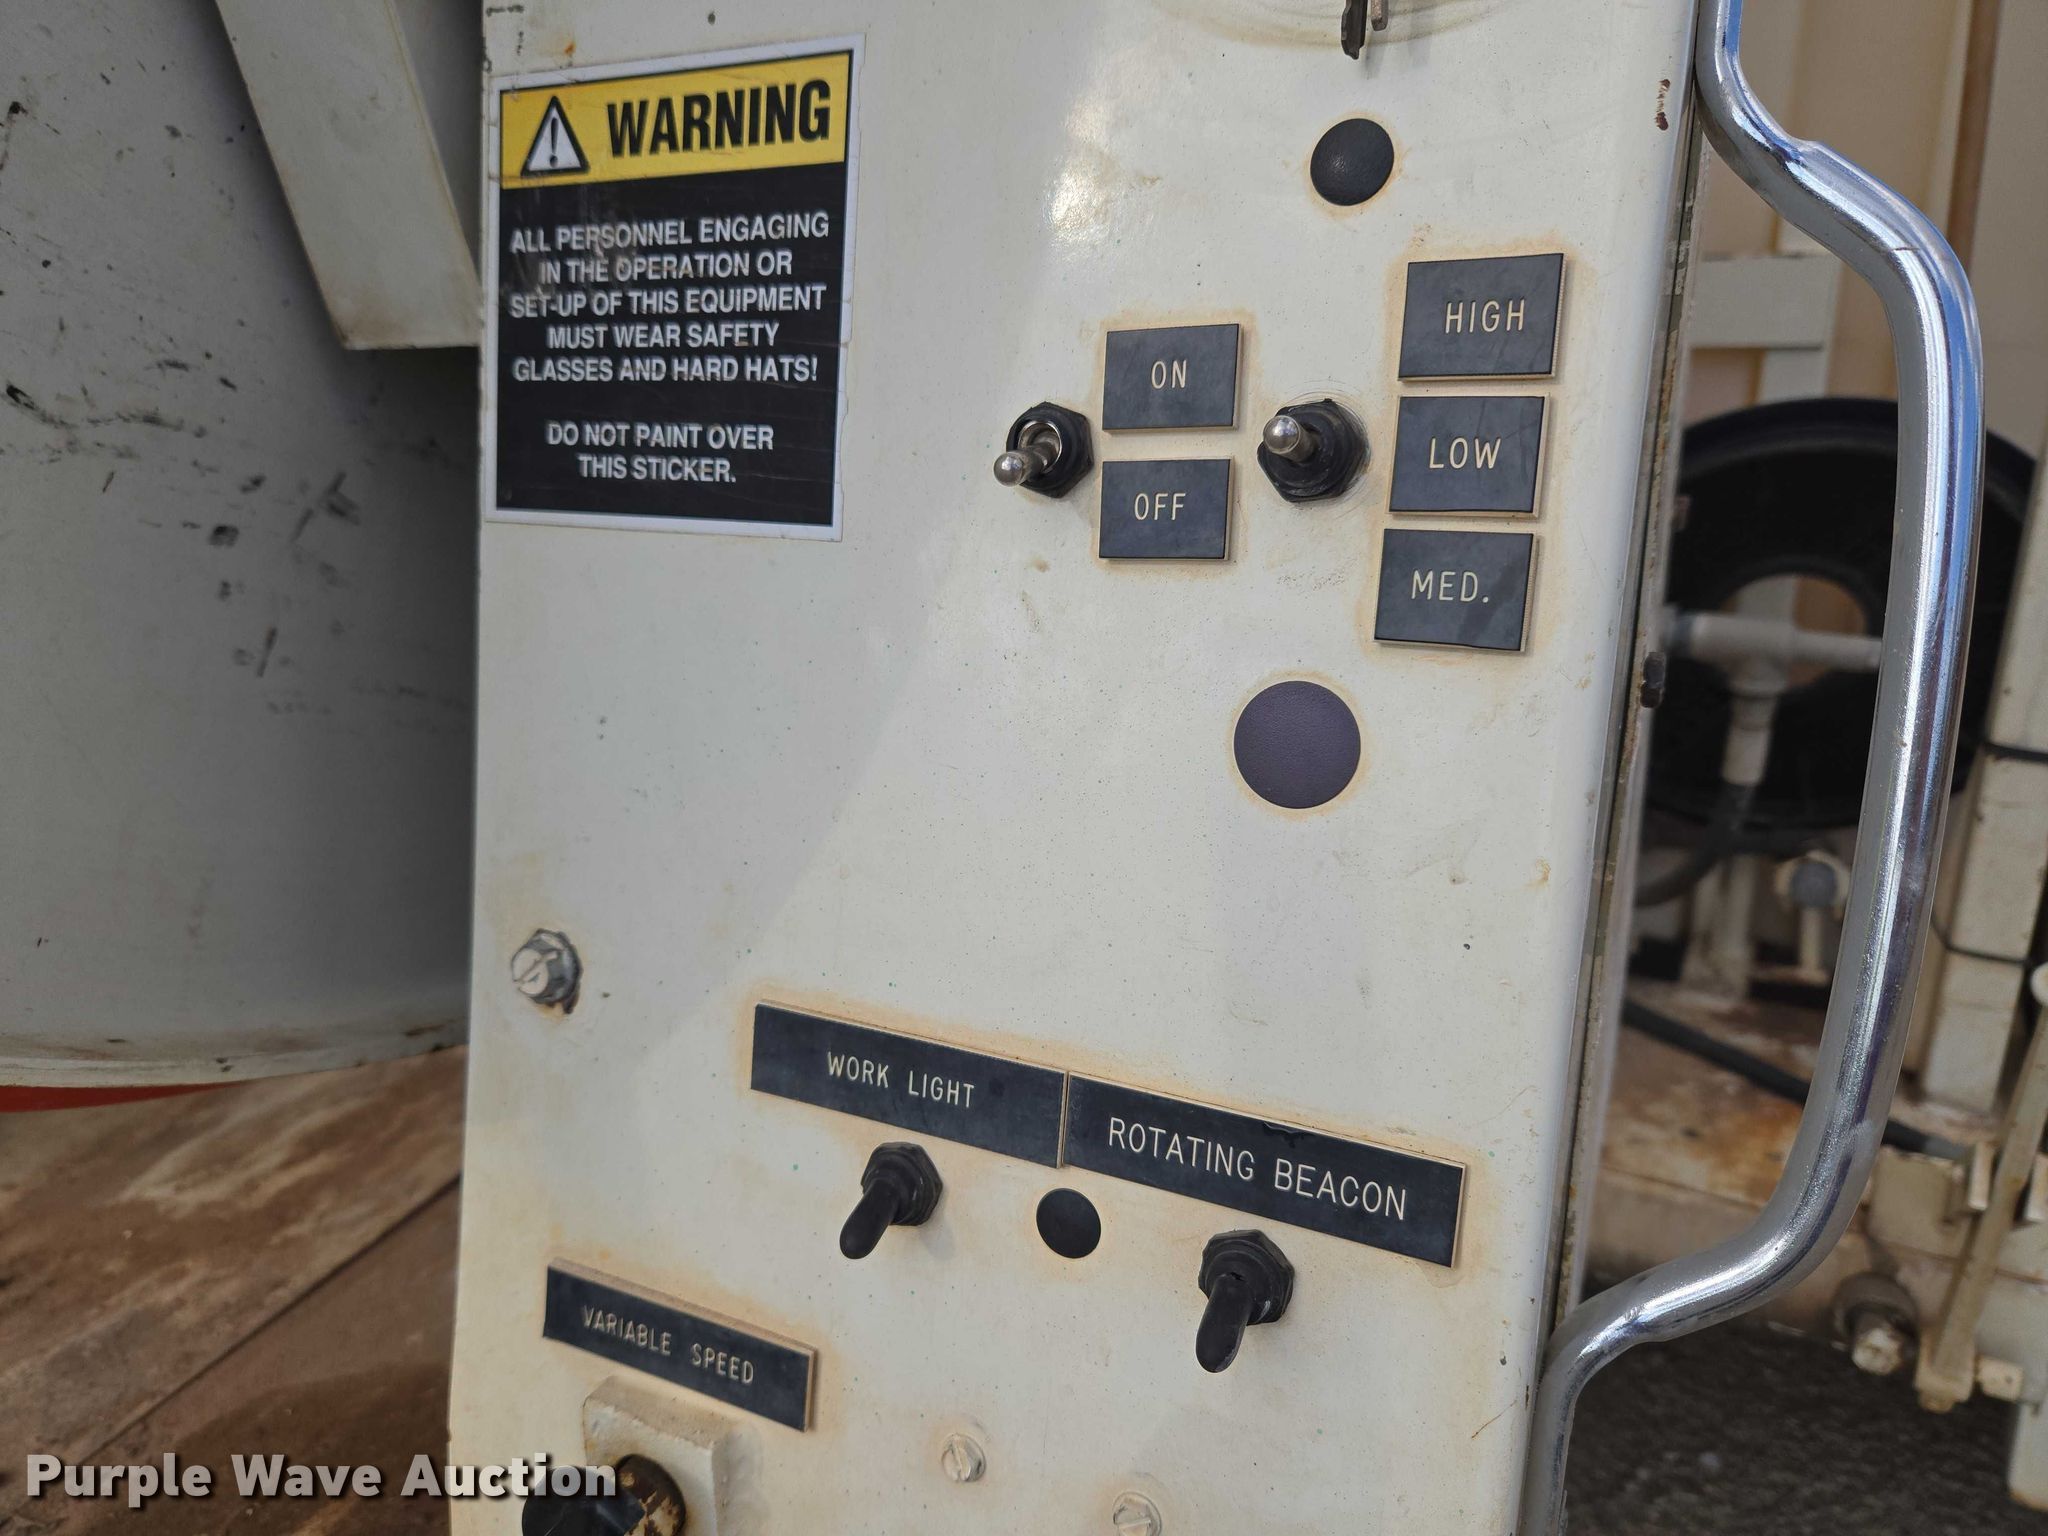 WARNING
ALL PERSONNEL ENGAGING
IN THE OPERATION OR
SET-UP OF THIS EQUIPMENT
MUST WEAR SAFETY
GLASSES AND HARD HATS!
DO NOT PAINT OVER
THIS STICKER.
ON
OFF
HIGH
LOW
MED.
WORK LIGHT
ROTATING BEACON
VARIABLE SPEED
Purple Wave Auction